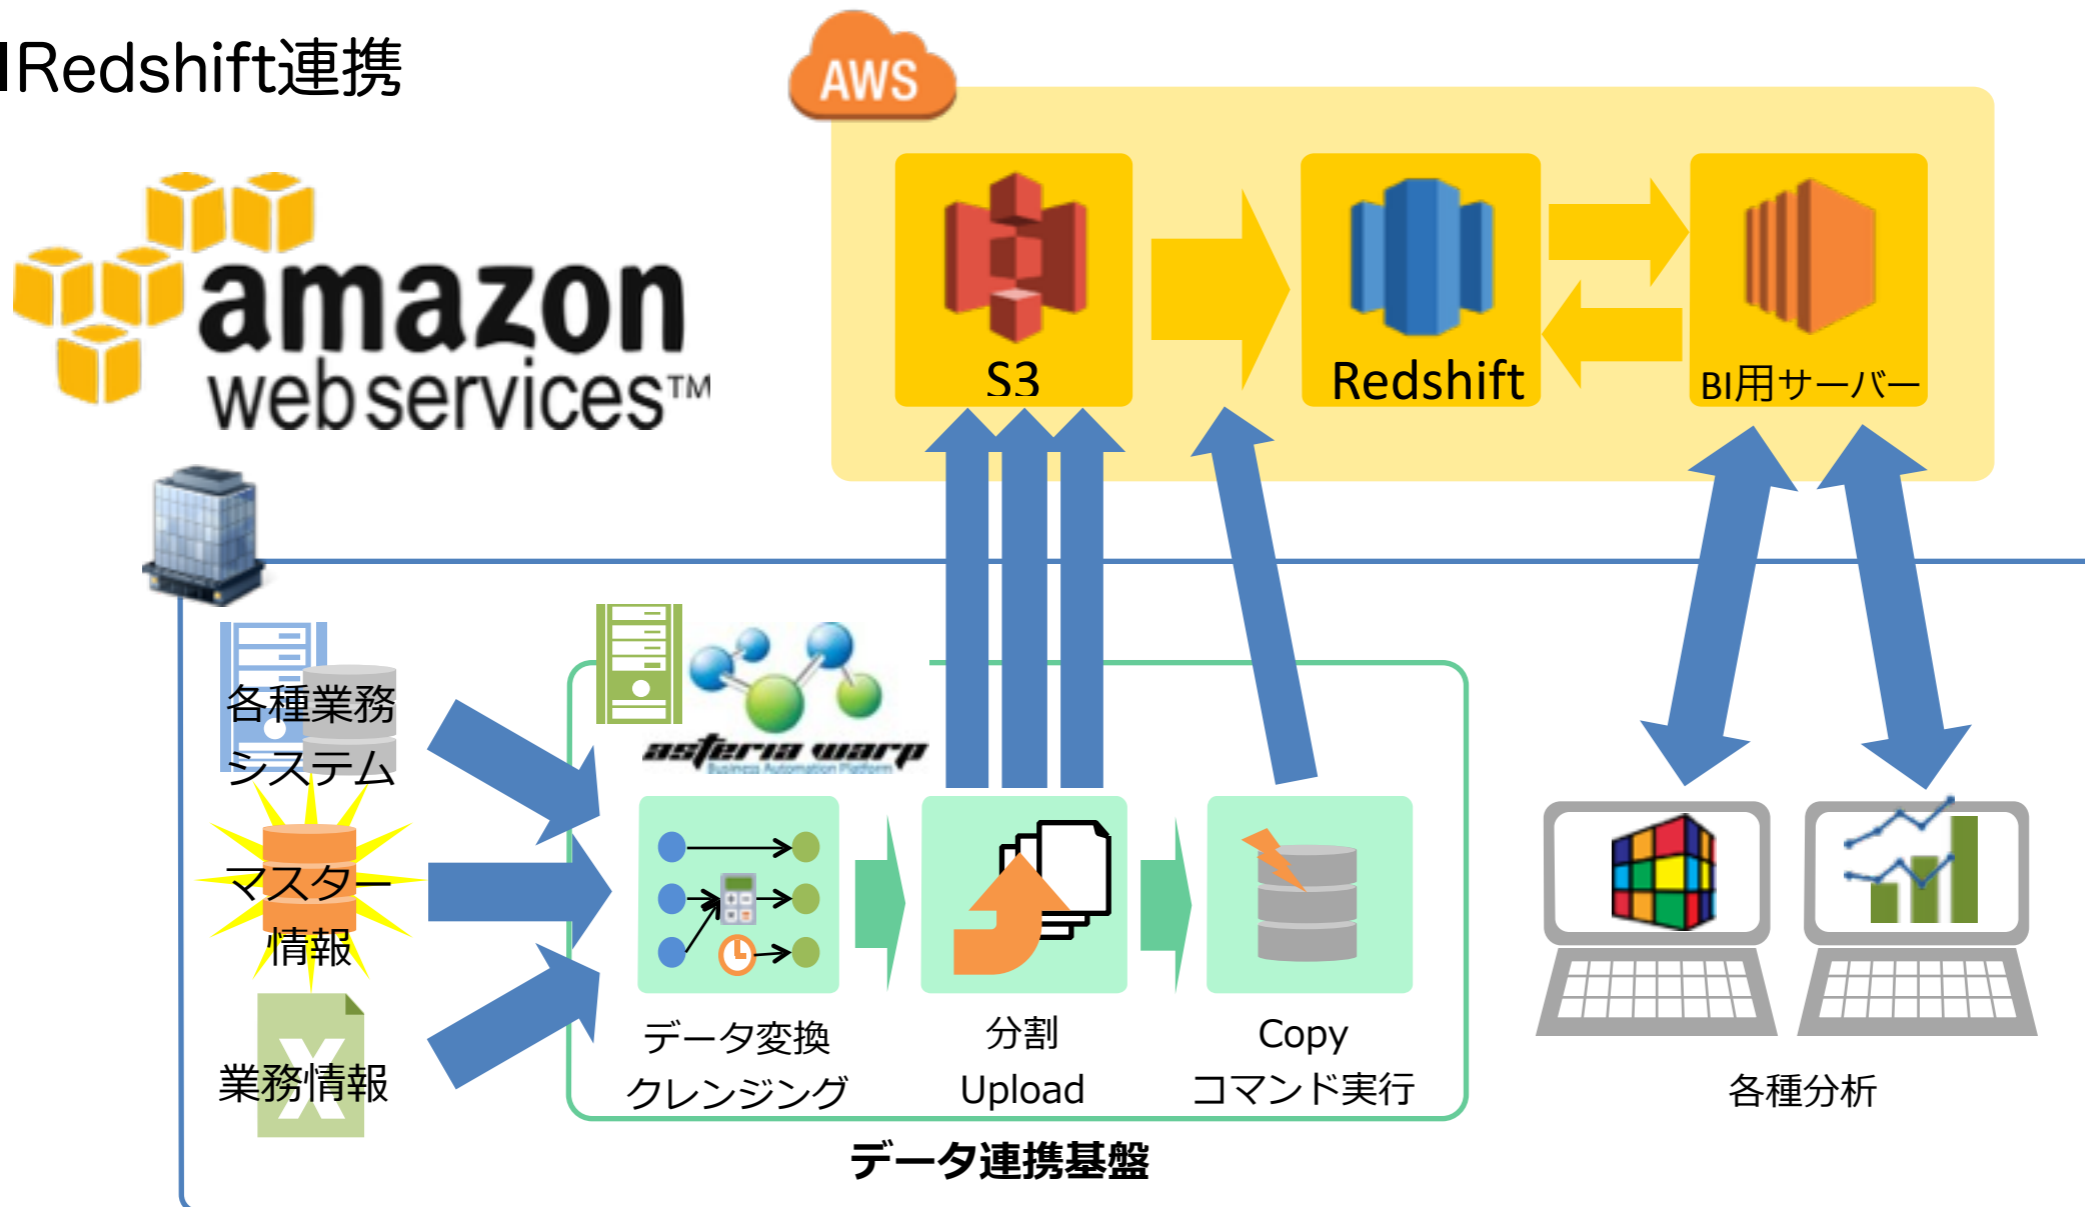 Redshift連携
AWS
amazon
webservices™
S3
Redshift
BI用サーバー
各種業務
システム
マスター
情報
業務情報
asteria warp
Business Automation Platform
データ変換
クレンジング
分割
Upload
Copy
コマンド実行
データ連携基盤
各種分析